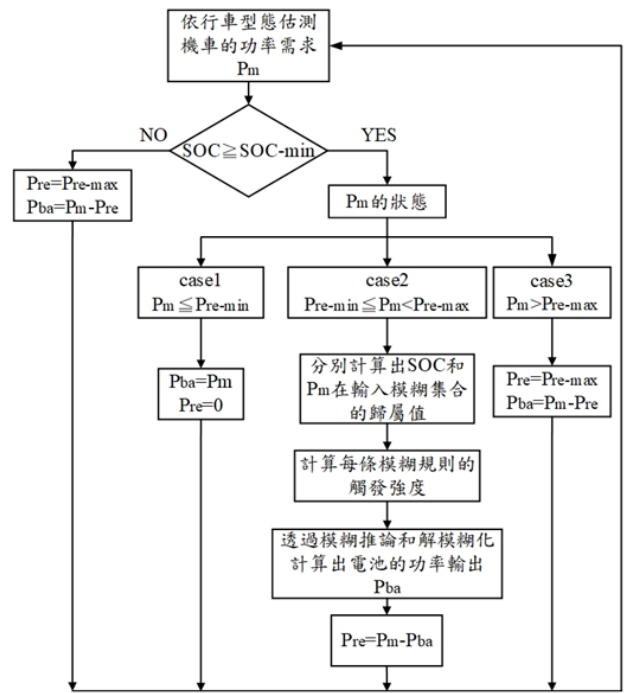 依行車型態估測
機車的功率需求
Pm
NO
SOC≧SOC-min
YES
Pre=Pre-max
Pba=Pm-Pre
Pm的狀態
case1
Pm≦Pre-min
case2
Pre-min≦Pm<Pre-max
case3
Pm>Pre-max
Pba=Pm
Pre=0
分別計算出SOC和
Pm在輸入模糊集合
的歸屬值
Pre=Pre-max
Pba=Pm-Pre
計算每條模糊規則的
觸發強度
透過模糊推論和解模糊化
計算出電池的功率輸出
Pba
Pre=Pm-Pba